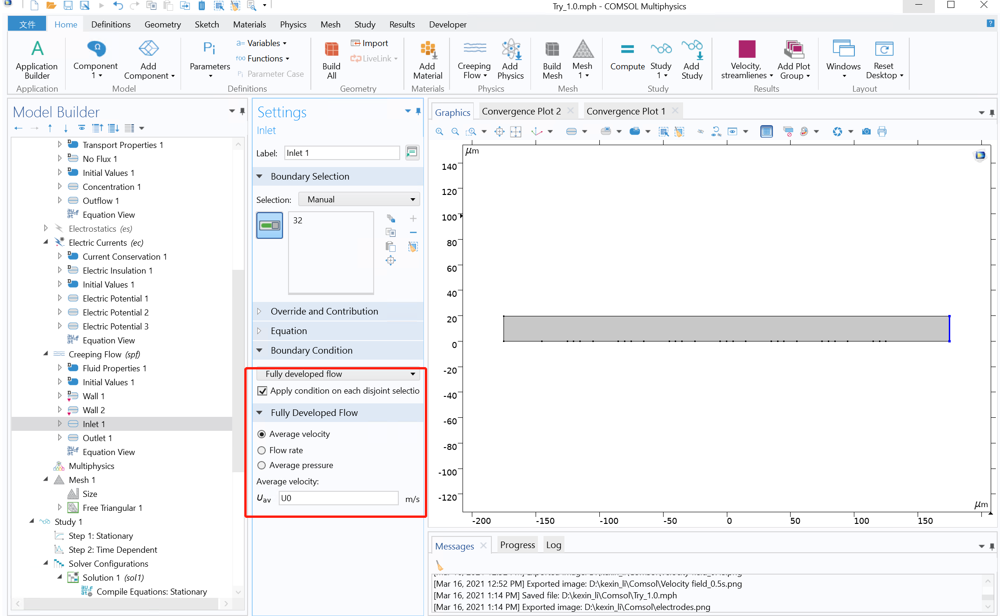 Try_1.0.mph - COMSOL Multiphysics
文件
Home
Definitions
Geometry
Sketch
Materials
Physics
Mesh
Study
Results
Developer
Application
Builder
Application
Component
1
Add
Component
Model
Pi
Parameters
a= Variables
f(x) Functions
Pi Parameter Case
Definitions
Build
All
Import
LiveLink
Geometry
Add
Material
Materials
Creeping
Flow
Add
Physics
Physics
Build
Mesh
Mesh
1
Mesh
Compute
Study
1
Add
Study
Study
Velocity,
streamlienes
Add Plot
Group
Results
Windows
Reset
Desktop
Layout
Model Builder
Transport Properties 1
No Flux 1
Initial Values 1
Concentration 1
Outflow 1
Equation View
Electrostatics (es)
Electric Currents (ec)
Current Conservation 1
Electric Insulation 1
Initial Values 1
Electric Potential 1
Electric Potential 2
Electric Potential 3
Equation View
Creeping Flow (spf)
Fluid Properties 1
Initial Values 1
Wall 1
Wall 2
Inlet 1
Outlet 1
Equation View
Multiphysics
Mesh 1
Size
Free Triangular 1
Study 1
Step 1: Stationary
Step 2: Time Dependent
Solver Configurations
Solution 1 (sol1)
Compile Equations: Stationary
Settings
Inlet
Label: Inlet 1
Boundary Selection
Selection: Manual
32
Override and Contribution
Equation
Boundary Condition
Fully developed flow
Apply condition on each disjoint selectio
Fully Developed Flow
Average velocity
Flow rate
Average pressure
Average velocity:
Uav U0 m/s
Graphics
Convergence Plot 2
Convergence Plot 1
μm
140
120
100
80
60
40
20
0
-20
-40
-60
-80
-100
-120
μm
-200 -150 -100 -50 0 50 100 150
Messages
Progress
Log
[Mar 16, 2021 12:52 PM] Exported image: D:\kexin_li\Comsol\Velocity field_0.5s.png
[Mar 16, 2021 1:14 PM] Saved file: D:\kexin_li\Comsol\Try_1.0.mph
[Mar 16, 2021 1:14 PM] Exported image: D:\kexin_li\Comsol\electrodes.png